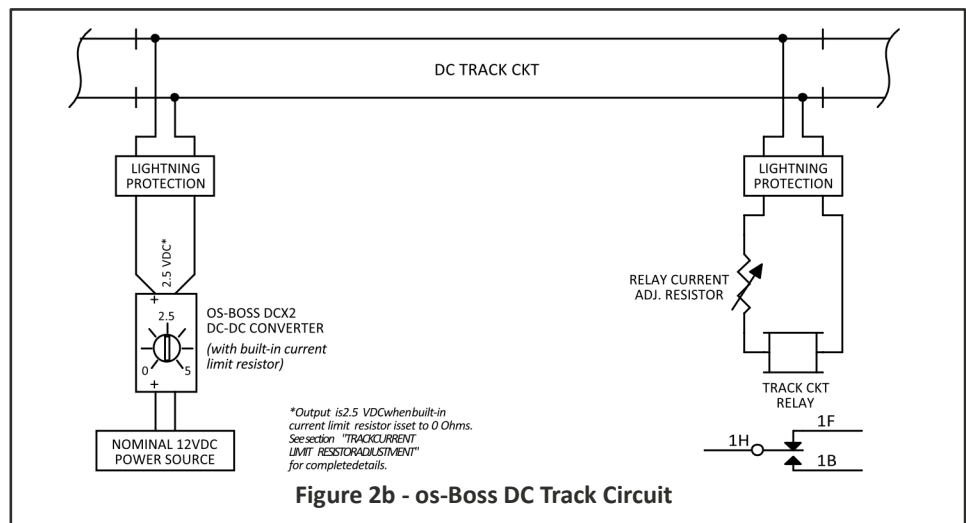 DC TRACK CKT
LIGHTNING
PROTECTION
LIGHTNING
PROTECTION
2.5 VDC*
RELAY CURRENT
ADJ. RESISTOR
+
2.5
0
5
+
OS-BOSS DCX2
DC-DC CONVERTER
(with built-in current
limit resistor)
TRACK CKT
RELAY
NOMINAL 12VDC
POWER SOURCE
*Output is2.5 VDCwhenbuilt-in
current limit resistor isset to 0 Ohms.
Seesection "TRACKCURRENT
LIMIT RESISTORADJUSTMENT"
for completedetails.
1F
1H
1B
Figure 2b - os-Boss DC Track Circuit